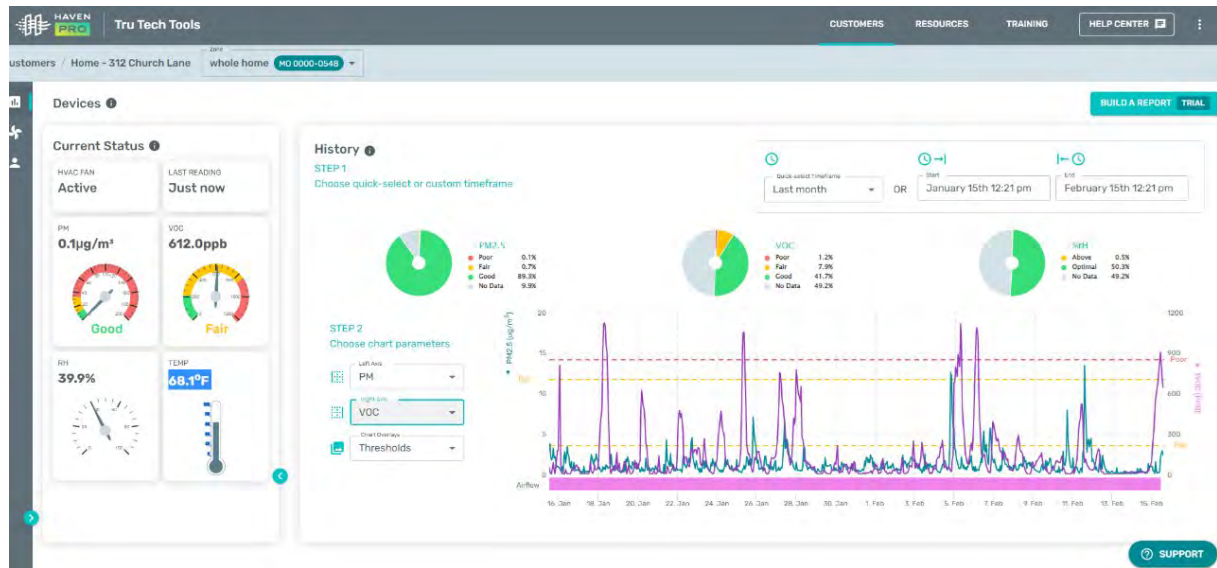 HAVEN
PRO
Tru Tech Tools
CUSTOMERS
RESOURCES
TRAINING
HELP CENTER
ustomers / Home - 312 Church Lane
whole home
MO 0000-0548
Devices
BUILD A REPORT TRIAL
Current Status
HVAC FAN
Active
LAST READING
Just now
PM
0.1µg/m³
Good
VOC
612.0ppb
Fair
RH
39.9%
TEMP
68.1°F
History
STEP 1
Choose quick-select or custom timeframe
Quick-select Timeframe
Last month
OR
Start
January 15th 12:21 pm
End
February 15th 12:21 pm
PM2.5
Poor 0.1%
Fair 0.7%
Good 89.3%
No Data 9.9%
VOC
Poor 1.2%
Fair 7.9%
Good 41.7%
No Data 49.2%
%rH
Above 0.5%
Optimal 50.3%
No Data 49.2%
STEP 2
Choose chart parameters
Left Axis
PM
Right Axis
VOC
Chart Overlays
Thresholds
PM2.5 (µg/m³)
20
15
10
5
0
Airflow
1200
900
Poor
600
300
Fair
0
16. Jan
18. Jan
20. Jan
22. Jan
24. Jan
26. Jan
28. Jan
30. Jan
1. Feb
3. Feb
5. Feb
7. Feb
9. Feb
11. Feb
13. Feb
15. Feb
SUPPORT